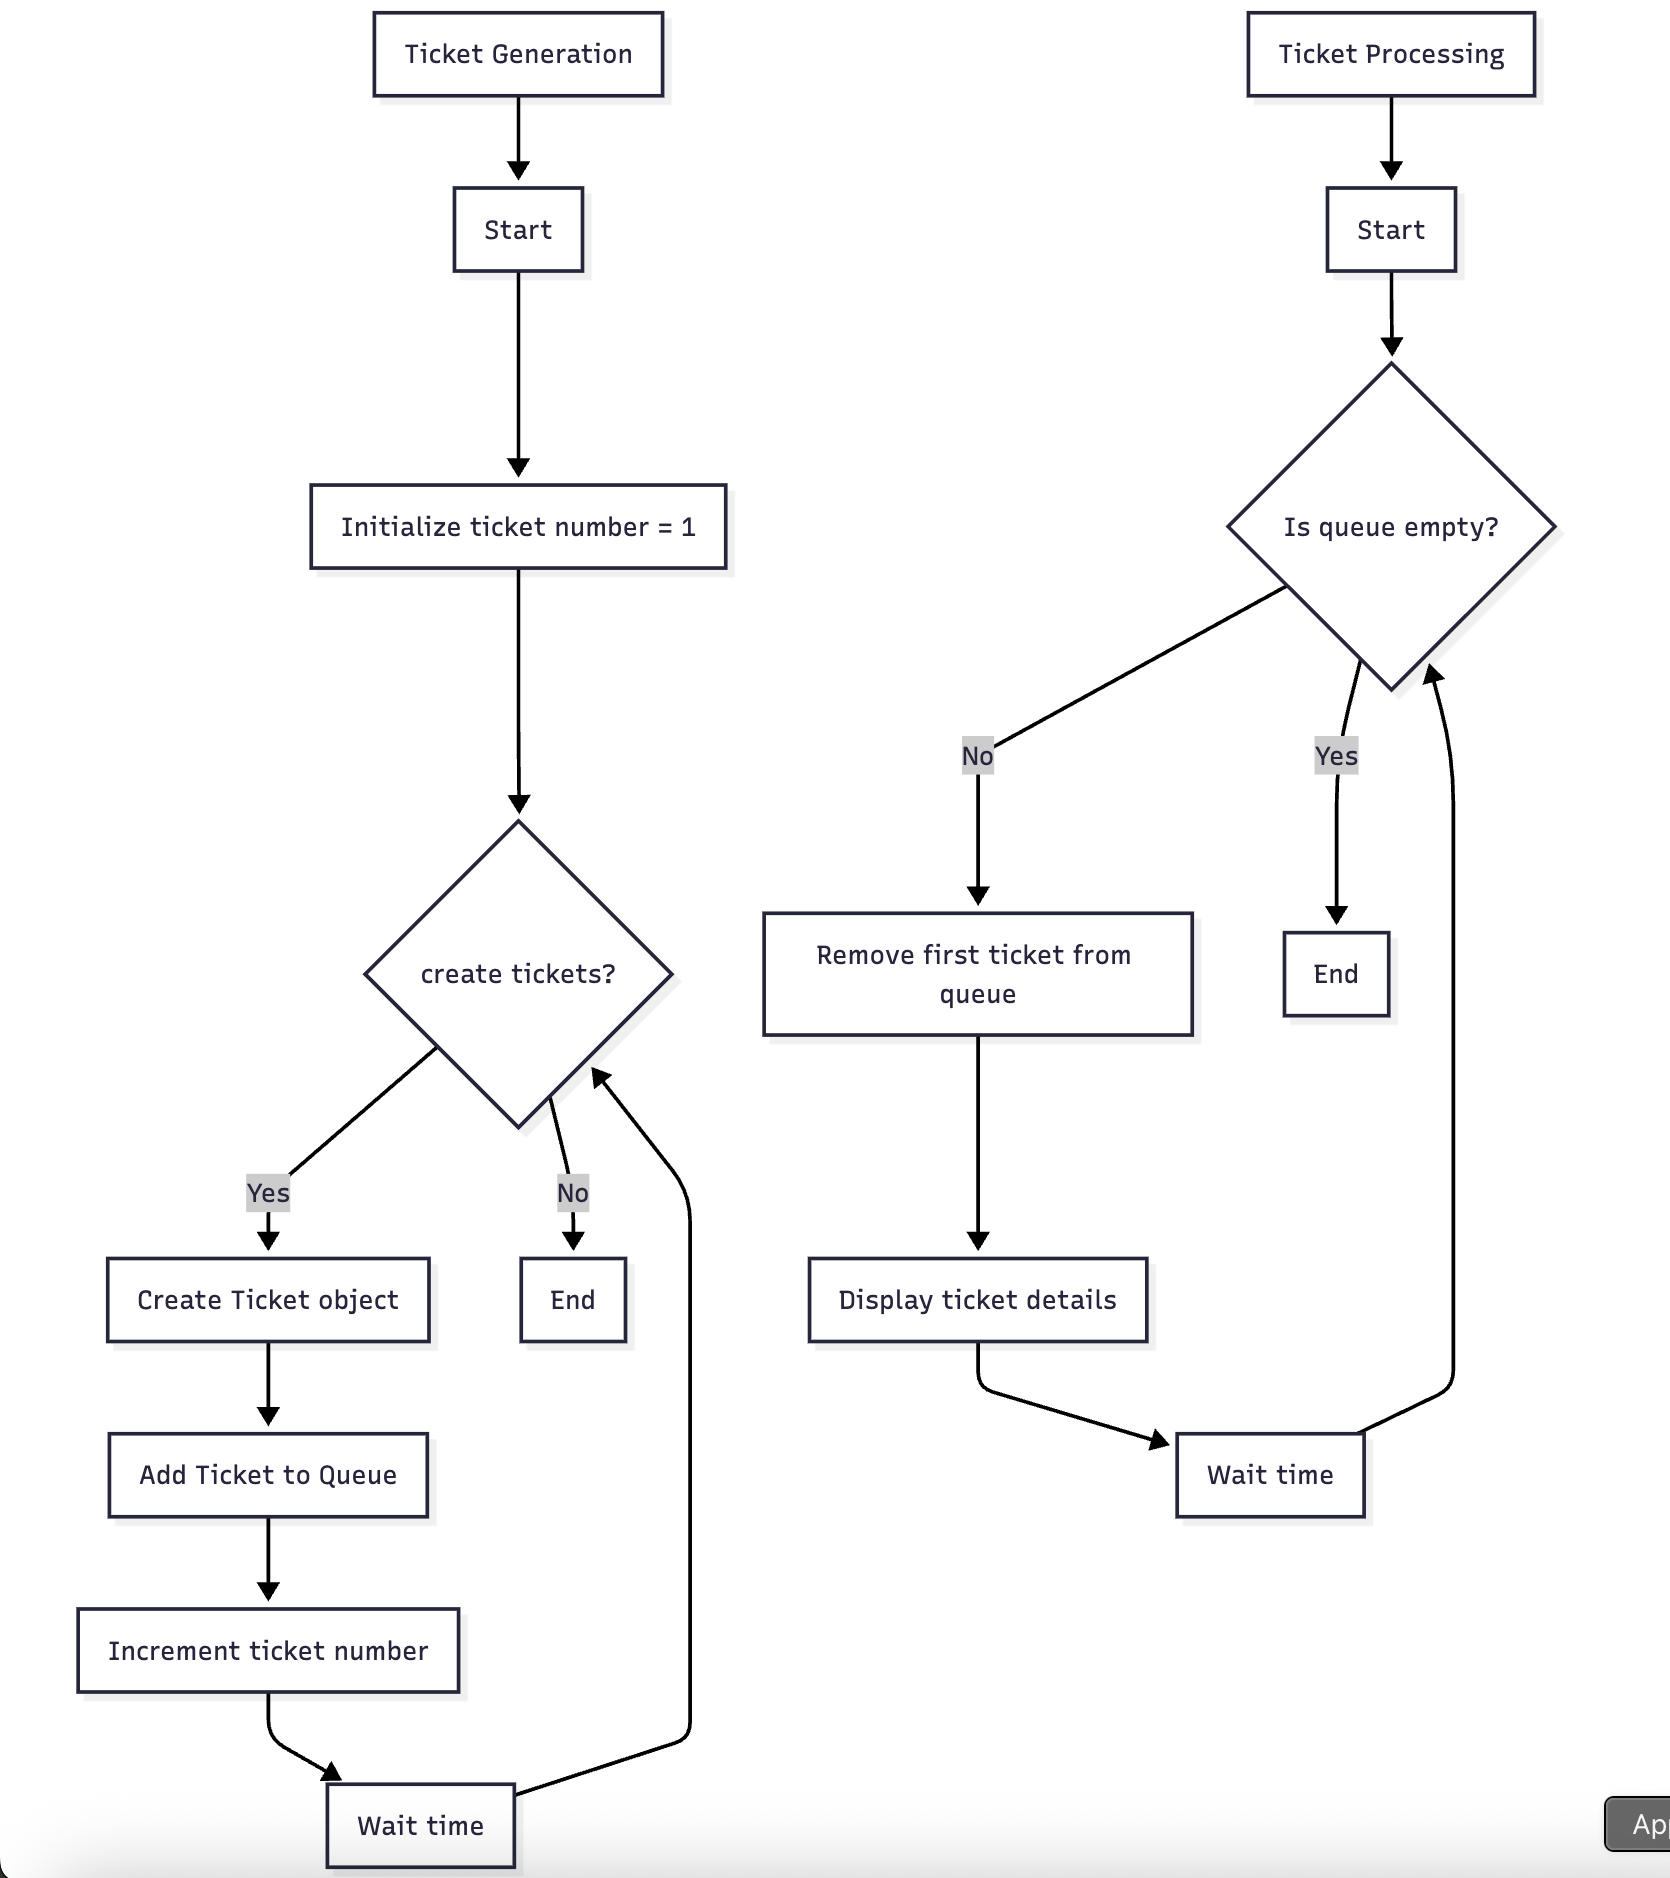 Ticket Generation
Start
Initialize ticket number = 1
create tickets?
Yes
No
Create Ticket object
End
Add Ticket to Queue
Increment ticket number
Wait time
Ticket Processing
Start
Is queue empty?
No
Yes
Remove first ticket from
queue
End
Display ticket details
Wait time